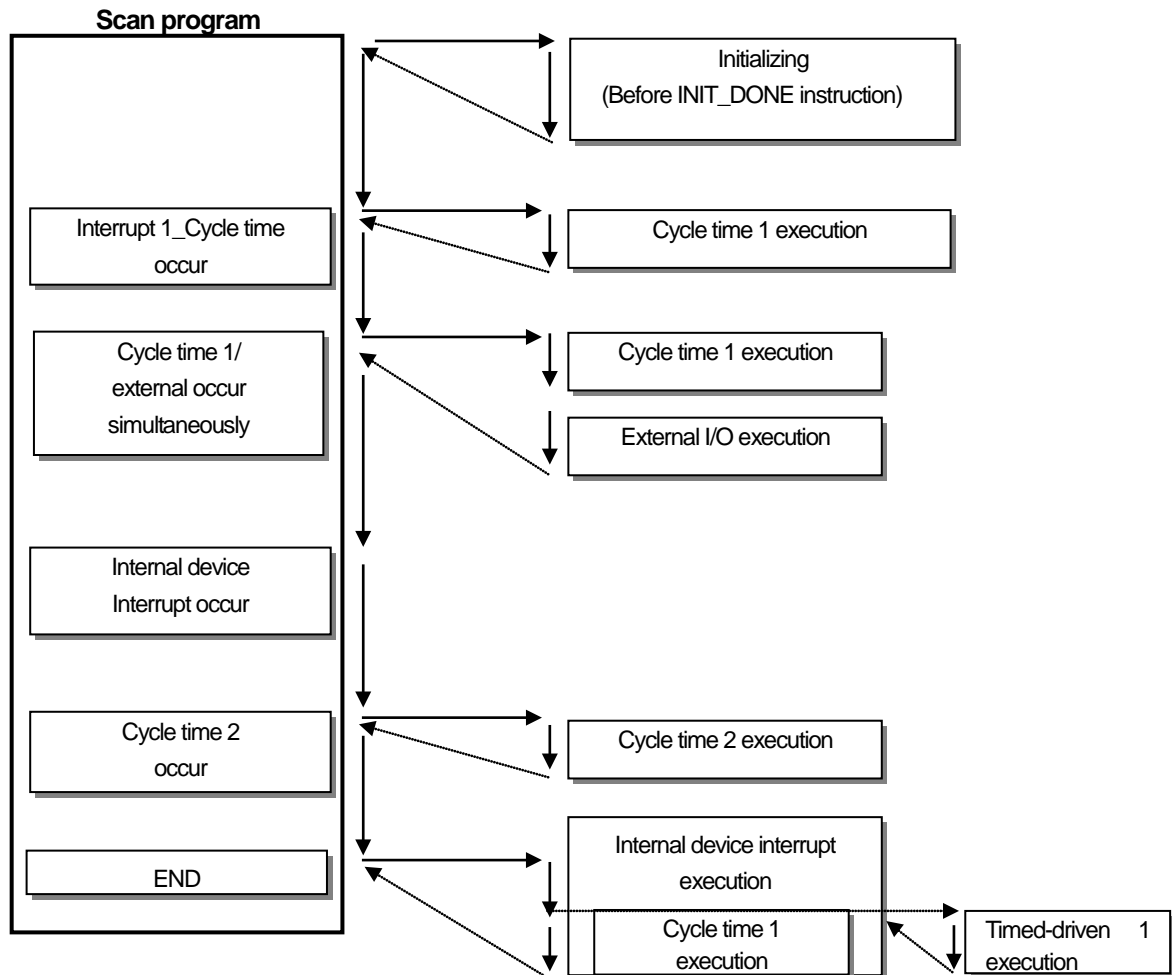 Scan program
Initializing
(Before INIT_DONE instruction)
Interrupt 1_Cycle time
occur
Cycle time 1 execution
Cycle time 1/
external occur
simultaneously
Cycle time 1 execution
External I/O execution
Internal device
Interrupt occur
Cycle time 2
occur
Cycle time 2 execution
END
Internal device interrupt
execution
Cycle time 1
execution
Timed-driven 1
execution